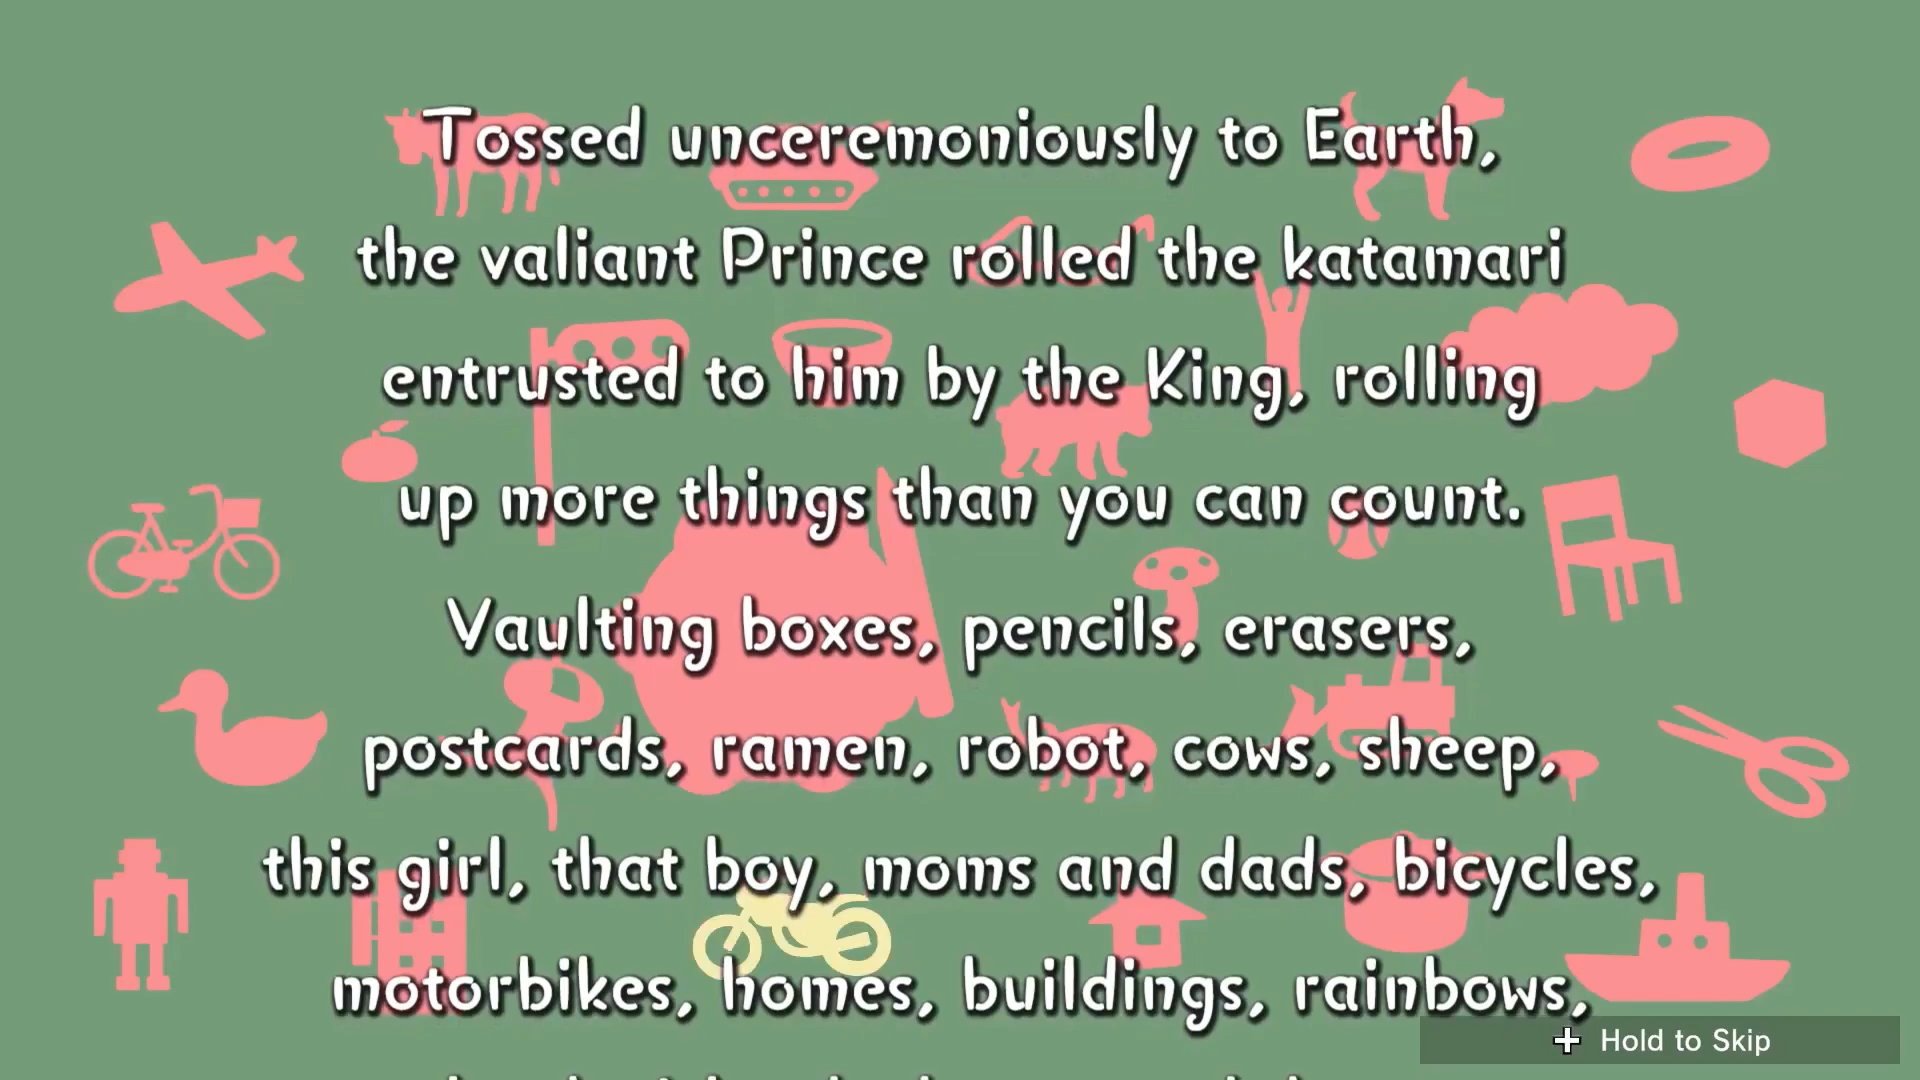 Tossed unceremoniously to Earth,
the valiant Prince rolled the katamari
entrusted to him by the King, rolling
up more things than you can count.
Vaulting boxes, pencils, erasers,
postcards, ramen, robot, cows, sheep,
this girl, that boy, moms and dads, bicycles,
motorbikes, homes, buildings, rainbows,
Hold to Skip